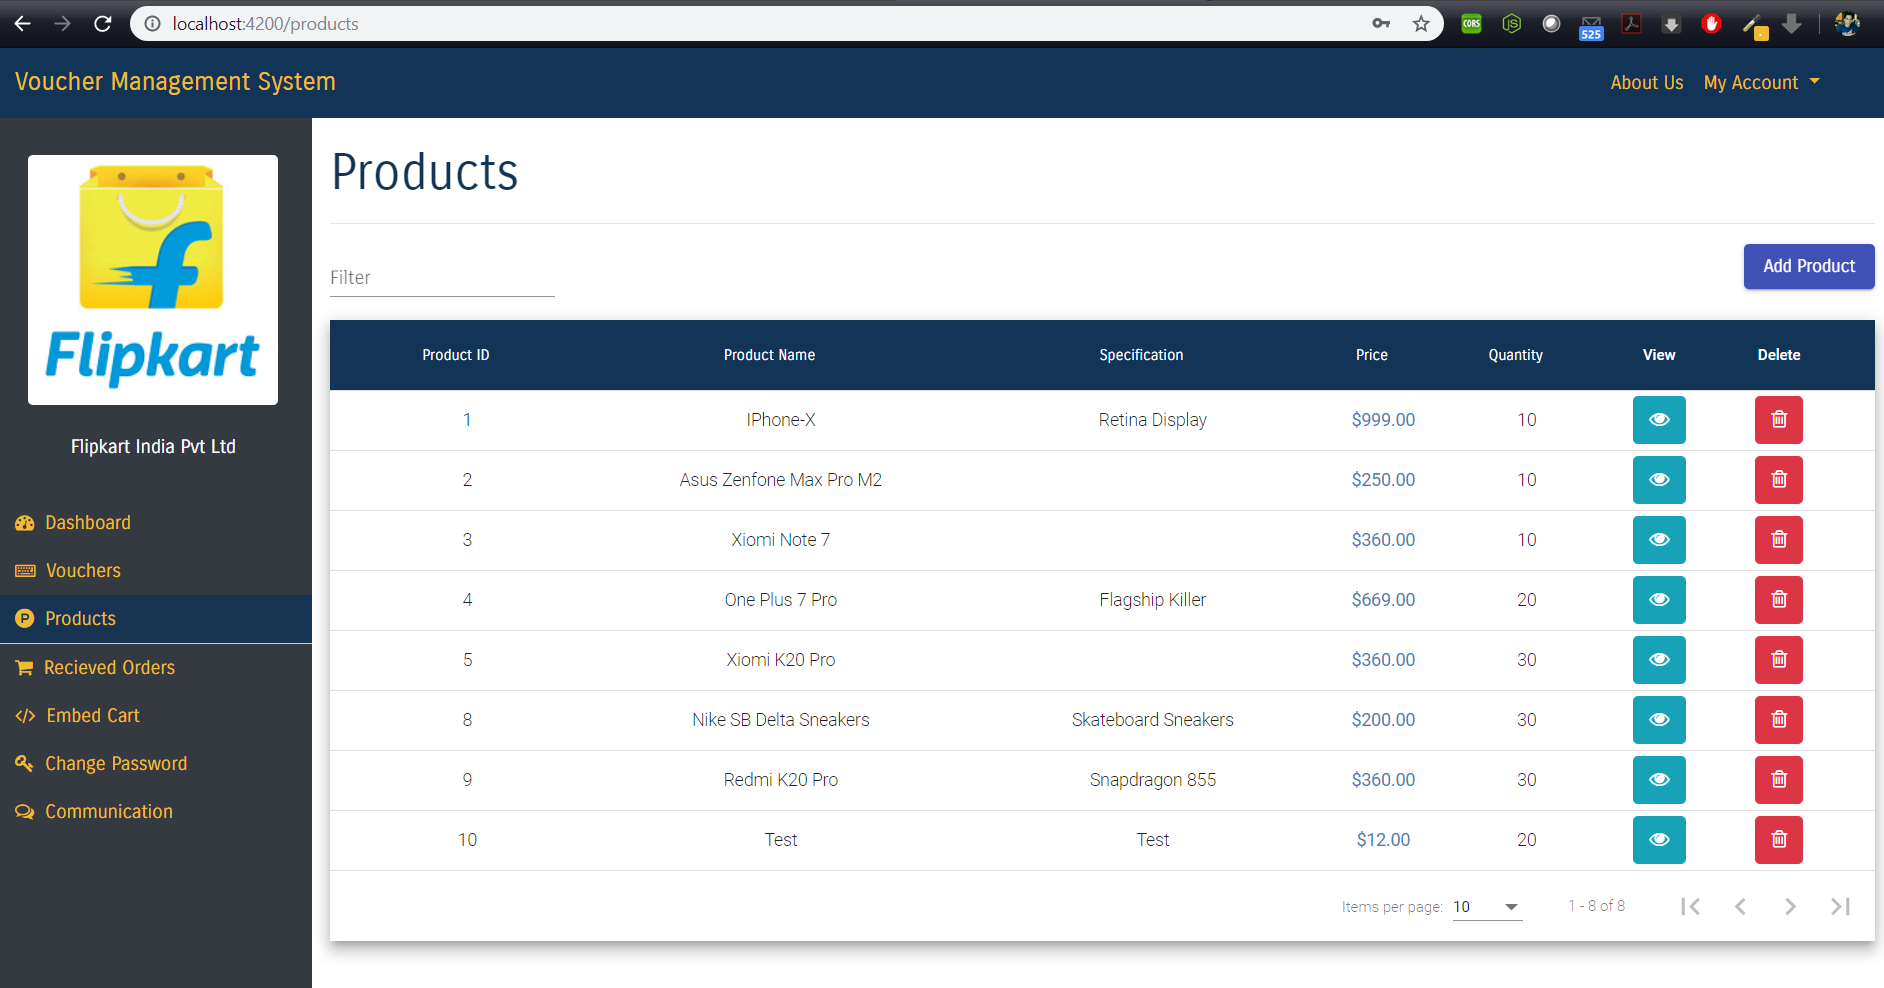 localhost:4200/products
CORS
JS
525
Voucher Management System
About Us My Account
Flipkart
Flipkart India Pvt Ltd
Dashboard
Vouchers
Products
Recieved Orders
Embed Cart
Change Password
Communication
Products
Filter
Add Product
Product ID Product Name Specification Price Quantity View Delete
1 IPhone-X Retina Display $999.00 10
2 Asus Zenfone Max Pro M2 $250.00 10
3 Xiomi Note 7 $360.00 10
4 One Plus 7 Pro Flagship Killer $669.00 20
5 Xiomi K20 Pro $360.00 30
8 Nike SB Delta Sneakers Skateboard Sneakers $200.00 30
9 Redmi K20 Pro Snapdragon 855 $360.00 30
10 Test Test $12.00 20
Items per page: 10 1 - 8 of 8